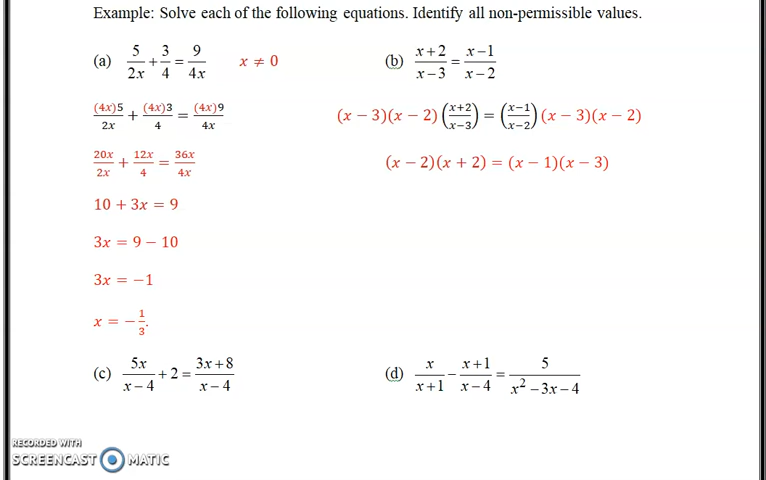 Example: Solve each of the following equations. Identify all non-permissible values.
(a) 5/2x + 3/4 = 9/4x   x ≠ 0
(4x)5/2x + (4x)3/4 = (4x)9/4x
20x/2x + 12x/4 = 36x/4x
10 + 3x = 9
3x = 9 − 10
3x = −1
x = −1/3.
(b) x+2/x−3 = x−1/x−2
(x − 3)(x − 2)(x+2/x−3) = (x−1/x−2)(x − 3)(x − 2)
(x − 2)(x + 2) = (x − 1)(x − 3)
(c) 5x/x−4 + 2 = 3x+8/x−4
(d) x/x+1 − x+1/x−4 = 5/x²−3x−4
RECORDED WITH
SCREENCAST MATIC